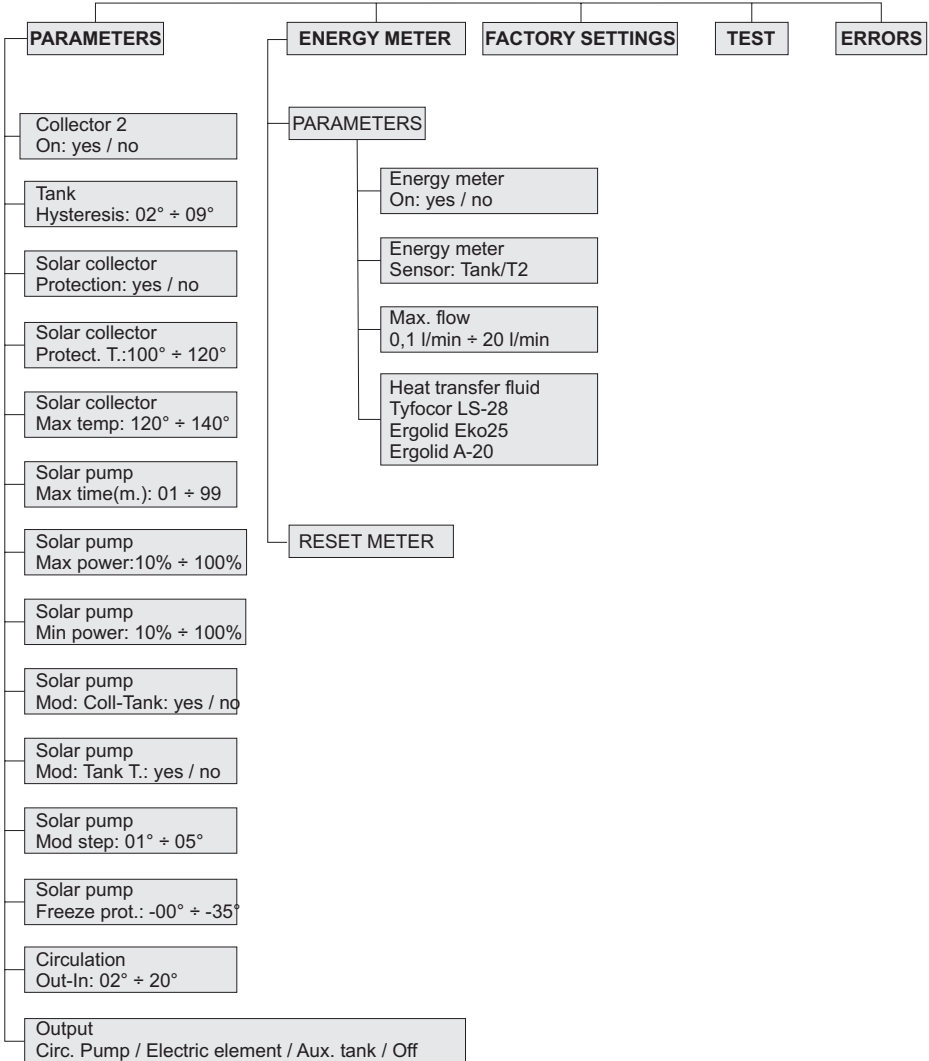 PARAMETERS
ENERGY METER
FACTORY SETTINGS
TEST
ERRORS
Collector 2
On: yes / no
Tank
Hysteresis: 02° ÷ 09°
Solar collector
Protection: yes / no
Solar collector
Protect. T.:100° ÷ 120°
Solar collector
Max temp: 120° ÷ 140°
Solar pump
Max time(m.): 01 ÷ 99
Solar pump
Max power:10% ÷ 100%
Solar pump
Min power: 10% ÷ 100%
Solar pump
Mod: Coll-Tank: yes / no
Solar pump
Mod: Tank T.: yes / no
Solar pump
Mod step: 01° ÷ 05°
Solar pump
Freeze prot.: -00° ÷ -35°
Circulation
Out-In: 02° ÷ 20°
Output
Circ. Pump / Electric element / Aux. tank / Off
PARAMETERS
Energy meter
On: yes / no
Energy meter
Sensor: Tank/T2
Max. flow
0,1 l/min ÷ 20 l/min
Heat transfer fluid
Tyfocor LS-28
Ergolid Eko25
Ergolid A-20
RESET METER